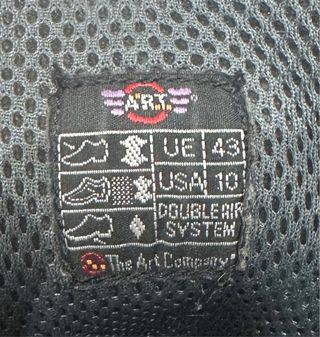 A.R.T. ®
UE 43
USA 10
DOUBLE AIR
SYSTEM
The Art Company®